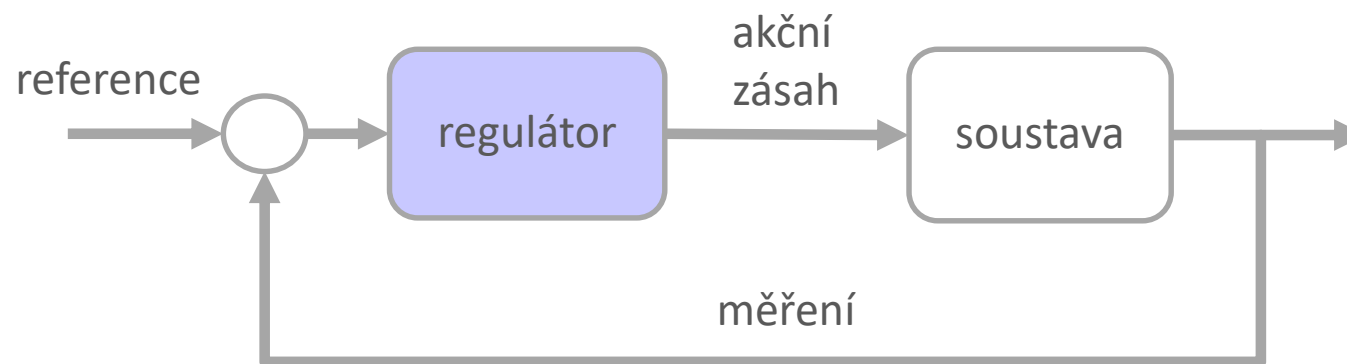 reference
regulátor
akční
zásah
soustava
měření